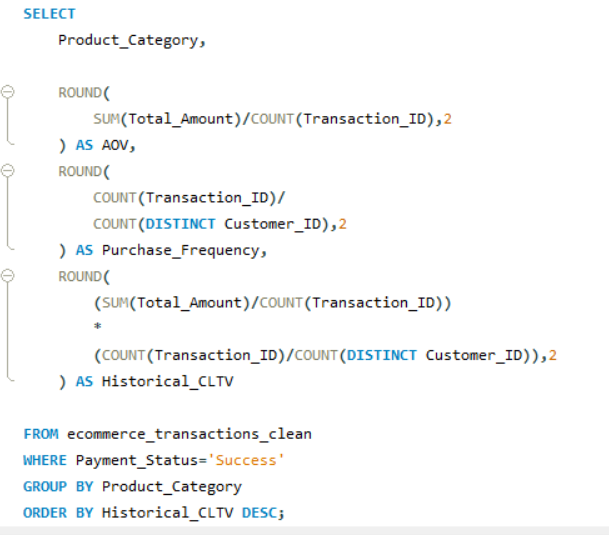 SELECT
Product_Category,
ROUND(
SUM(Total_Amount)/COUNT(Transaction_ID),2
) AS AOV,
ROUND(
COUNT(Transaction_ID)/
COUNT(DISTINCT Customer_ID),2
) AS Purchase_Frequency,
ROUND(
(SUM(Total_Amount)/COUNT(Transaction_ID))
*
(COUNT(Transaction_ID)/COUNT(DISTINCT Customer_ID)),2
) AS Historical_CLTV
FROM ecommerce_transactions_clean
WHERE Payment_Status='Success'
GROUP BY Product_Category
ORDER BY Historical_CLTV DESC;